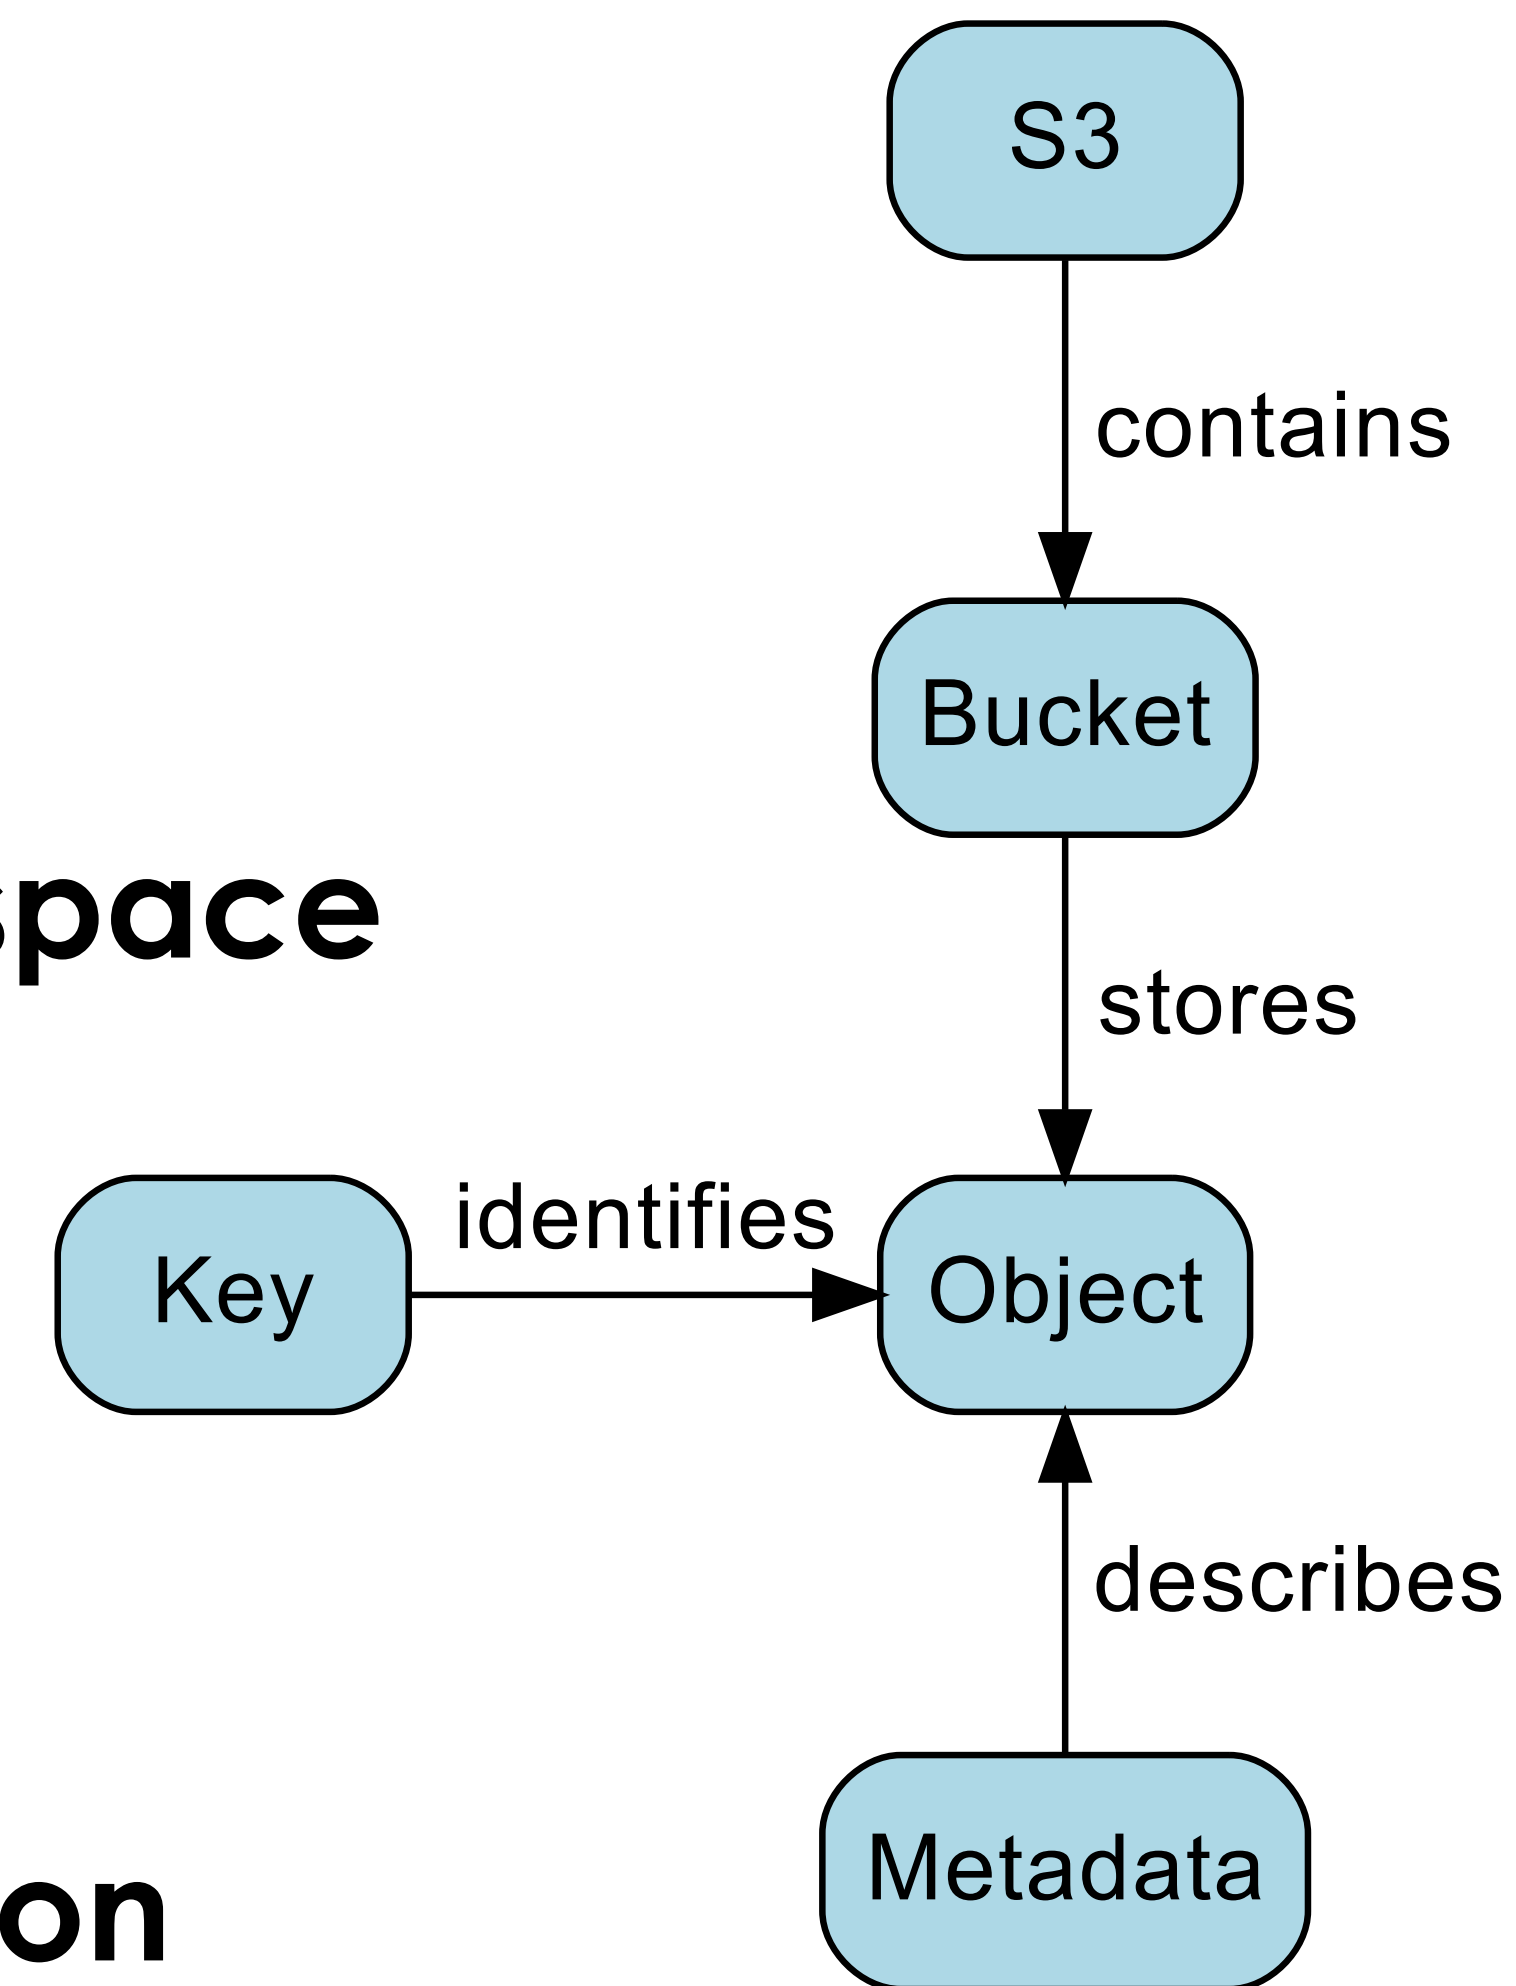 S3
contains
Bucket
space
stores
identifies
Key
Object
describes
Metadata
on